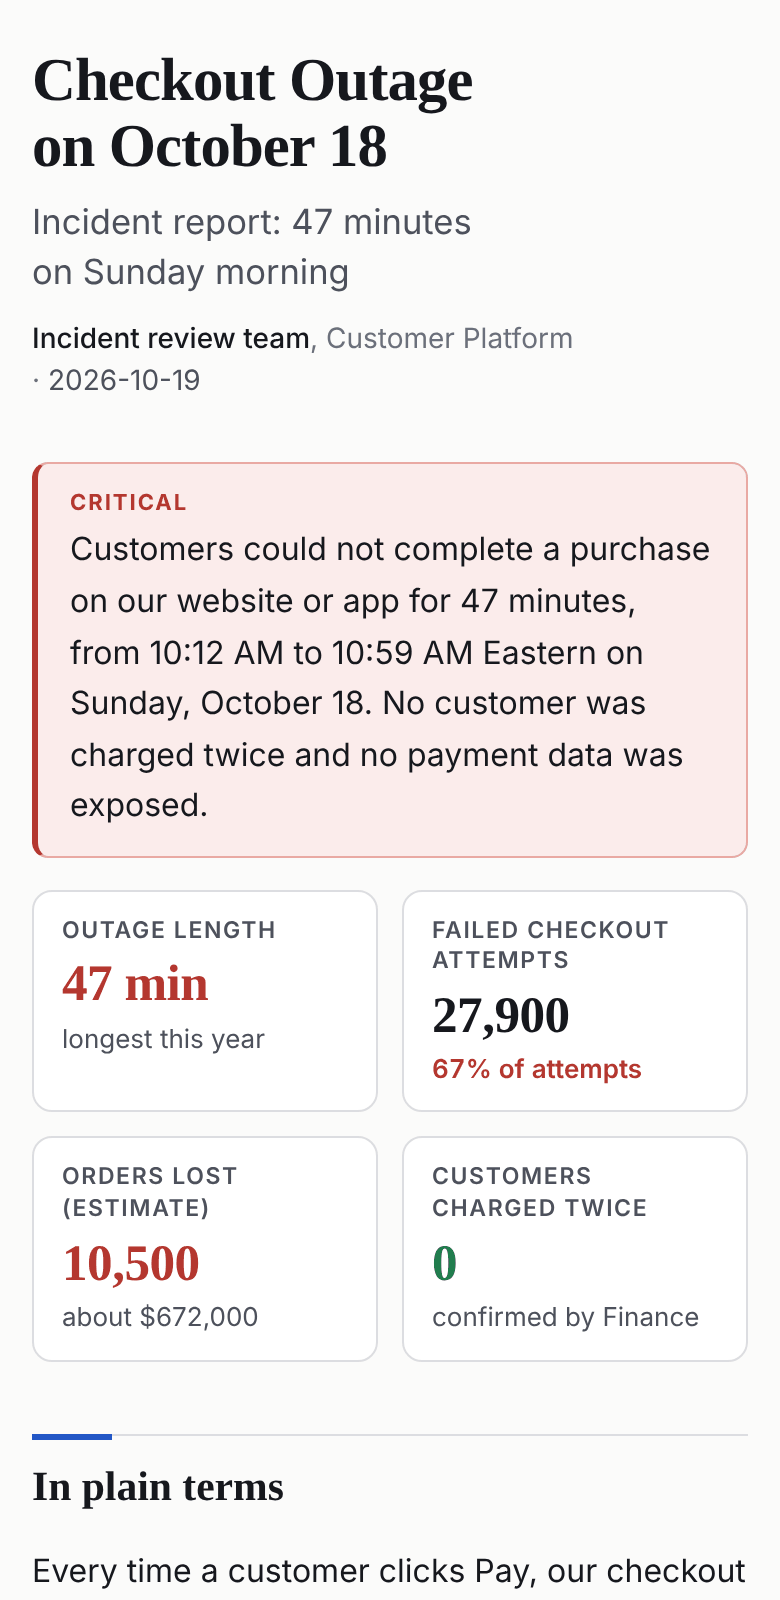 Checkout Outage
on October 18
Incident report: 47 minutes
on Sunday morning
Incident review team, Customer Platform
· 2026-10-19
CRITICAL
Customers could not complete a purchase
on our website or app for 47 minutes,
from 10:12 AM to 10:59 AM Eastern on
Sunday, October 18. No customer was
charged twice and no payment data was
exposed.
OUTAGE LENGTH
47 min
longest this year
FAILED CHECKOUT
ATTEMPTS
27,900
67% of attempts
ORDERS LOST
(ESTIMATE)
10,500
about $672,000
CUSTOMERS
CHARGED TWICE
0
confirmed by Finance
In plain terms
Every time a customer clicks Pay, our checkout